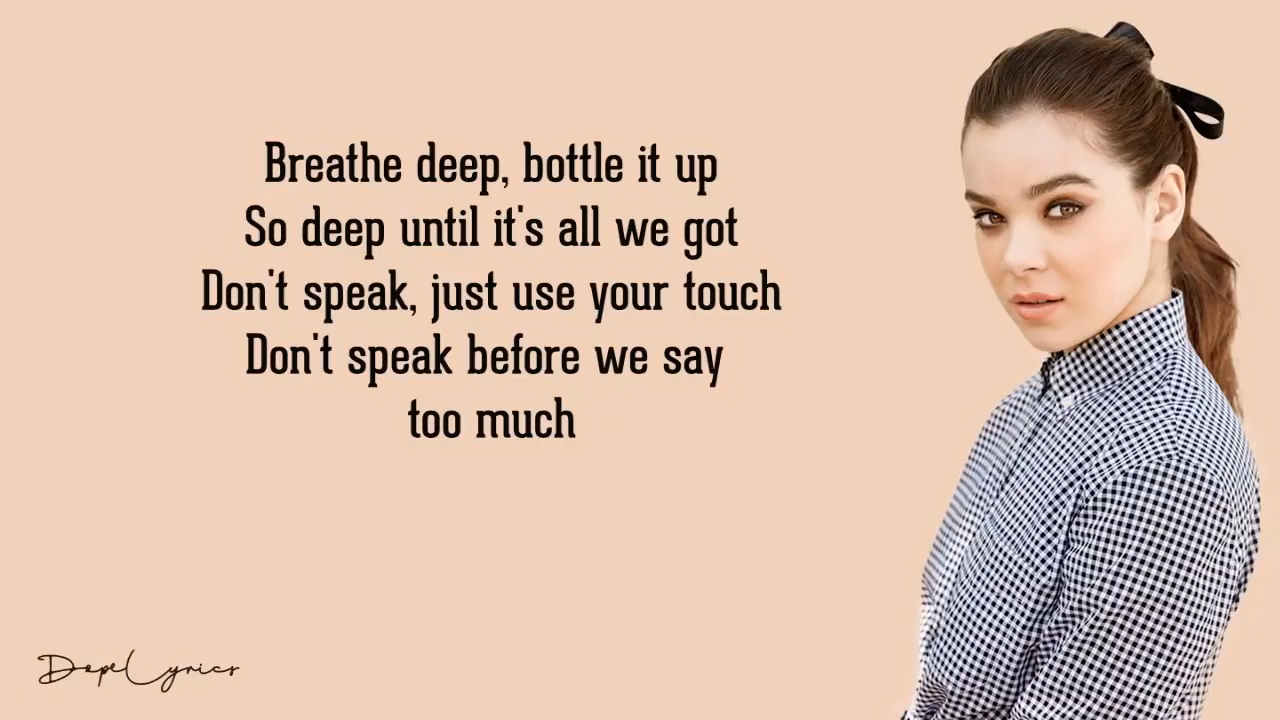 Breathe deep, bottle it up
So deep until it's all we got
Don't speak, just use your touch
Don't speak before we say
too much
DopeLyrics